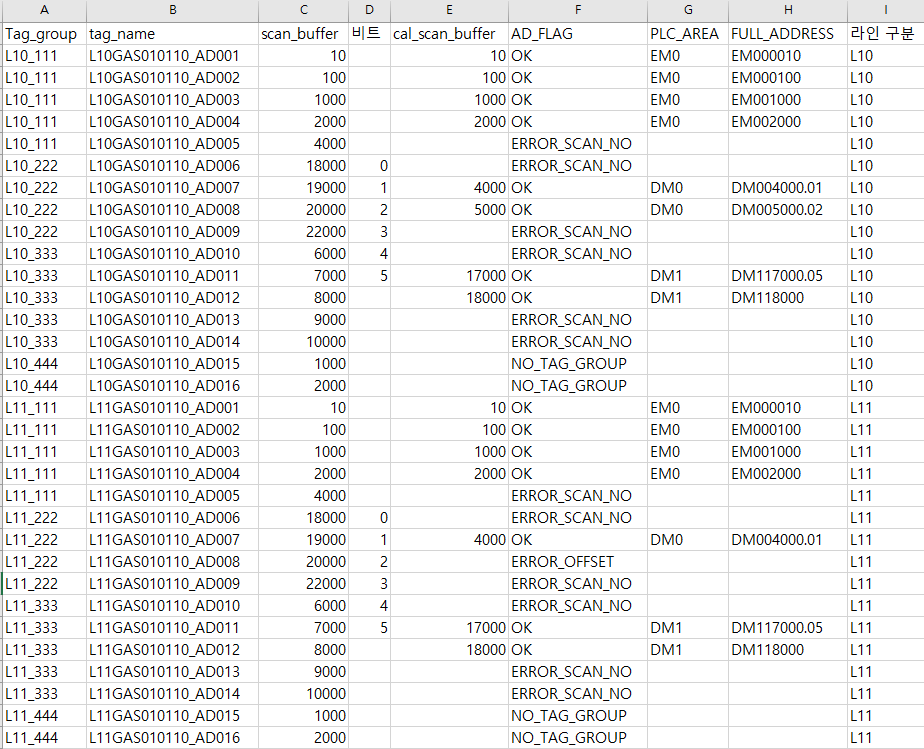 A B C D E F G H I
Tag_group tag_name scan_buffer 비트 cal_scan_buffer AD_FLAG PLC_AREA FULL_ADDRESS 라인 구분
L10_111 L10GAS010110_AD001 10 10 OK EM0 EM000010 L10
L10_111 L10GAS010110_AD002 100 100 OK EM0 EM000100 L10
L10_111 L10GAS010110_AD003 1000 1000 OK EM0 EM001000 L10
L10_111 L10GAS010110_AD004 2000 2000 OK EM0 EM002000 L10
L10_111 L10GAS010110_AD005 4000 ERROR_SCAN_NO L10
L10_222 L10GAS010110_AD006 18000 0 ERROR_SCAN_NO L10
L10_222 L10GAS010110_AD007 19000 1 4000 OK DM0 DM004000.01 L10
L10_222 L10GAS010110_AD008 20000 2 5000 OK DM0 DM005000.02 L10
L10_222 L10GAS010110_AD009 22000 3 ERROR_SCAN_NO L10
L10_333 L10GAS010110_AD010 6000 4 ERROR_SCAN_NO L10
L10_333 L10GAS010110_AD011 7000 5 17000 OK DM1 DM117000.05 L10
L10_333 L10GAS010110_AD012 8000 18000 OK DM1 DM118000 L10
L10_333 L10GAS010110_AD013 9000 ERROR_SCAN_NO L10
L10_333 L10GAS010110_AD014 10000 ERROR_SCAN_NO L10
L10_444 L10GAS010110_AD015 1000 NO_TAG_GROUP L10
L10_444 L10GAS010110_AD016 2000 NO_TAG_GROUP L10
L11_111 L11GAS010110_AD001 10 10 OK EM0 EM000010 L11
L11_111 L11GAS010110_AD002 100 100 OK EM0 EM000100 L11
L11_111 L11GAS010110_AD003 1000 1000 OK EM0 EM001000 L11
L11_111 L11GAS010110_AD004 2000 2000 OK EM0 EM002000 L11
L11_111 L11GAS010110_AD005 4000 ERROR_SCAN_NO L11
L11_222 L11GAS010110_AD006 18000 0 ERROR_SCAN_NO L11
L11_222 L11GAS010110_AD007 19000 1 4000 OK DM0 DM004000.01 L11
L11_222 L11GAS010110_AD008 20000 2 ERROR_OFFSET L11
L11_222 L11GAS010110_AD009 22000 3 ERROR_SCAN_NO L11
L11_333 L11GAS010110_AD010 6000 4 ERROR_SCAN_NO L11
L11_333 L11GAS010110_AD011 7000 5 17000 OK DM1 DM117000.05 L11
L11_333 L11GAS010110_AD012 8000 18000 OK DM1 DM118000 L11
L11_333 L11GAS010110_AD013 9000 ERROR_SCAN_NO L11
L11_333 L11GAS010110_AD014 10000 ERROR_SCAN_NO L11
L11_444 L11GAS010110_AD015 1000 NO_TAG_GROUP L11
L11_444 L11GAS010110_AD016 2000 NO_TAG_GROUP L11